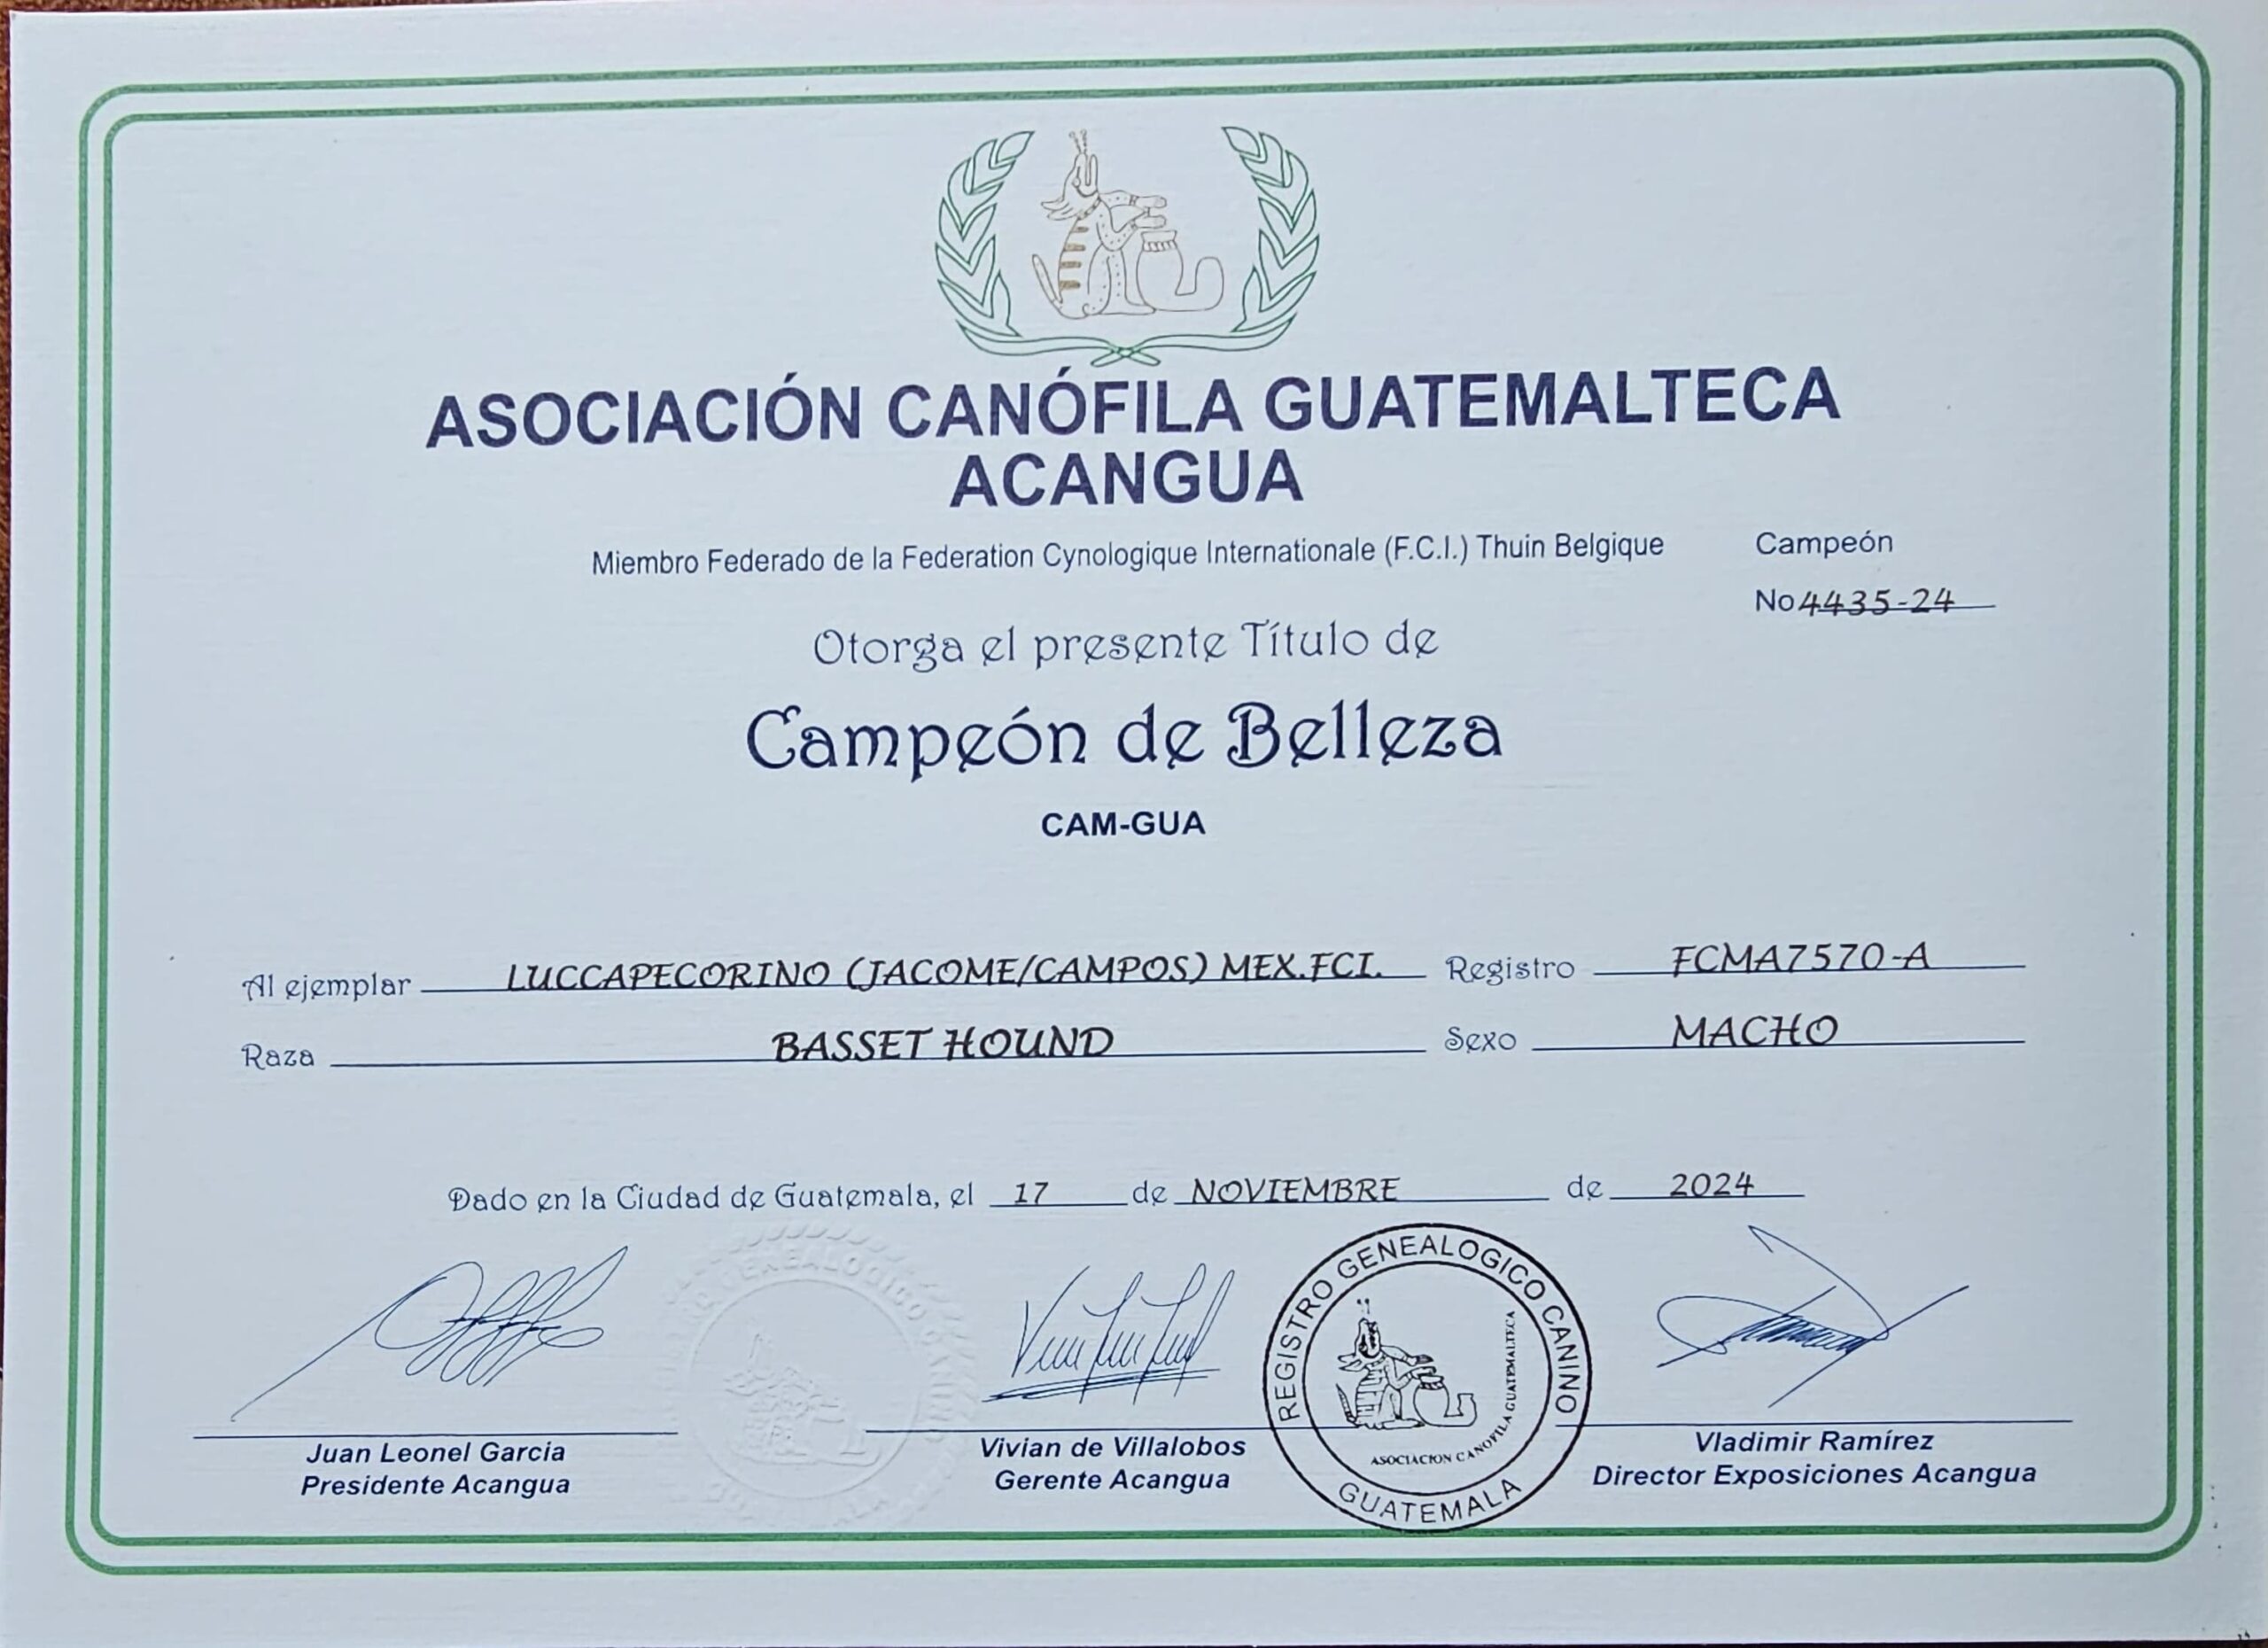 ASOCIACIÓN CANÓFILA GUATEMALTECA
ACANGUA
Miembro Federado de la Federation Cynologique Internationale (F.C.I.) Thuin Belgique
Campeón
No 4435-24
Otorga el presente Título de
Campeón de Belleza
CAM-GUA
Al ejemplar LUCCAPECORINO (JACOME/CAMPOS) MEX.FCI. Registro FCMA7570-A
Raza BASSET HOUND Sexo MACHO
Dado en la Ciudad de Guatemala, el 17 de NOVIEMBRE de 2024
REGISTRO GENEALOGICO CANINO
ASOCIACION CANOFILA GUATEMALTECA
GUATEMALA
Juan Leonel Garcia
Presidente Acangua
Vivian de Villalobos
Gerente Acangua
Vladimir Ramírez
Director Exposiciones Acangua